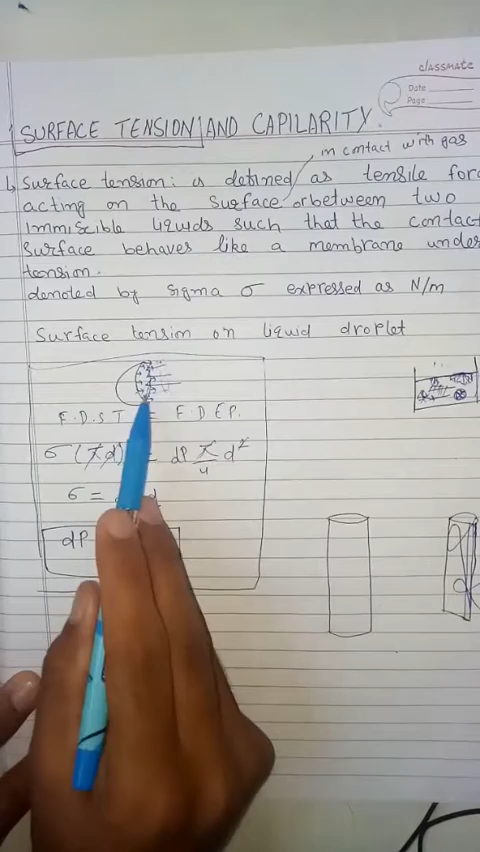 classmate
Date
Page
SURFACE TENSION AND CAPILARITY.
in contact with gas
Surface tension: is defined as tensile for
acting on the surface or between two
immiscible liquids such that the contact
surface behaves like a membrane under
tension.
denoted by sigma σ expressed as N/m
Surface tension on liquid droplet
F.D.S T = F.D E P.
σ (πd) = dP π/4 d²
σ =
dP